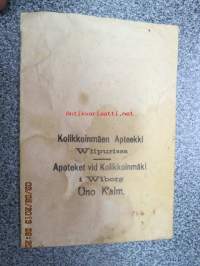 Kolikkoinmäen Apteekki
Wiipurissa
Apoteket vid Kolikkoinmäki
i Wiborg
Uno Kalm.